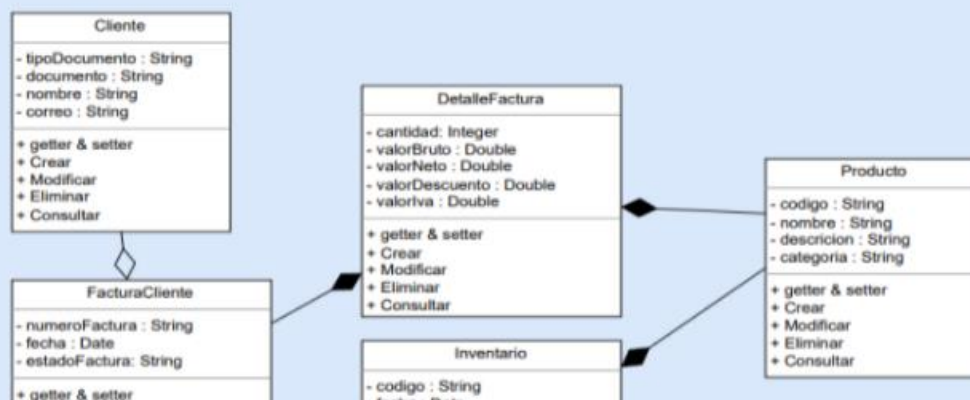 Cliente
- tipoDocumento : String
- documento : String
- nombre : String
- correo : String
+ getter & setter
+ Crear
+ Modificar
+ Eliminar
+ Consultar
FacturaCliente
- numeroFactura : String
- fecha : Date
- estadoFactura: String
+ getter & setter
DetalleFactura
- cantidad: Integer
- valorBruto : Double
- valorNeto : Double
- valorDescuento : Double
- valorIva : Double
+ getter & setter
+ Crear
+ Modificar
+ Eliminar
+ Consultar
Inventario
- codigo : String
Producto
- codigo : String
- nombre : String
- descricion : String
- categoria : String
+ getter & setter
+ Crear
+ Modificar
+ Eliminar
+ Consultar